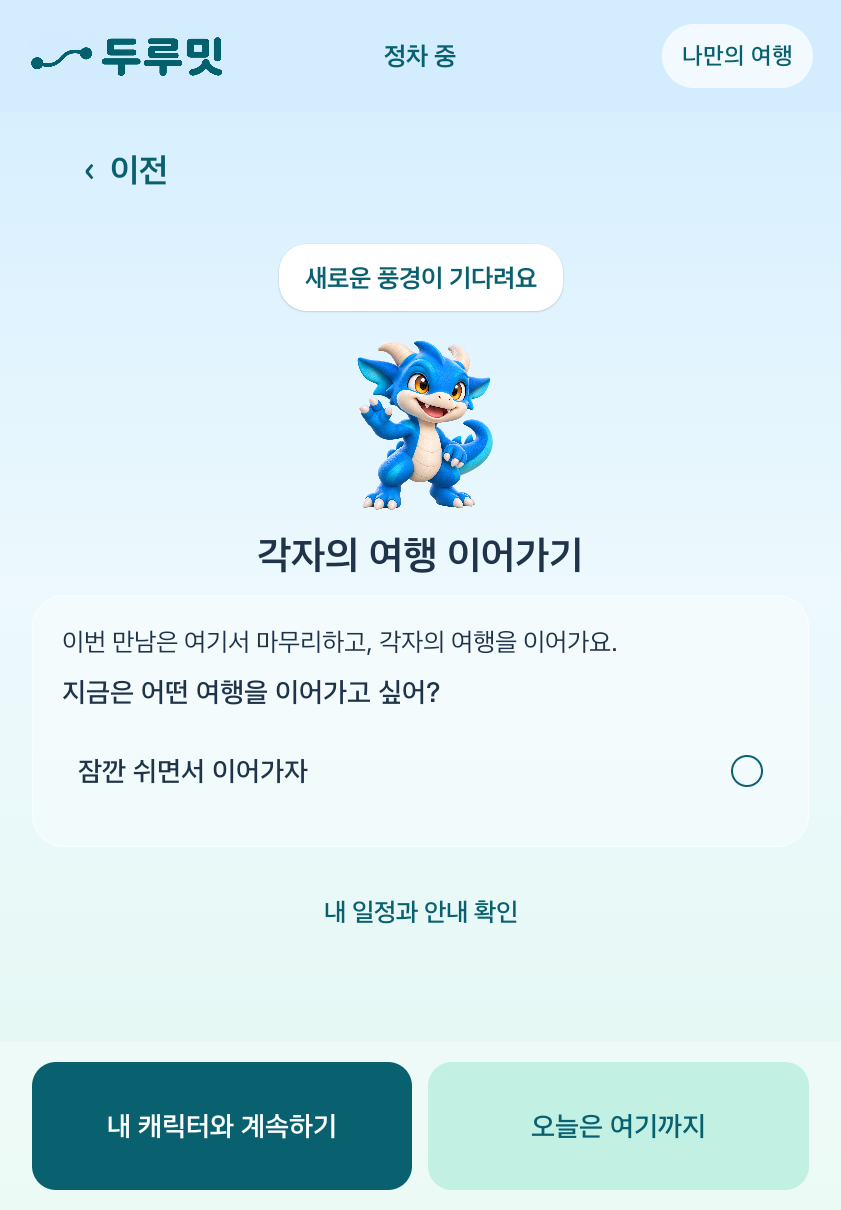 두루밋
정차 중
나만의 여행
‹ 이전
새로운 풍경이 기다려요
각자의 여행 이어가기
이번 만남은 여기서 마무리하고, 각자의 여행을 이어가요.
지금은 어떤 여행을 이어가고 싶어?
잠깐 쉬면서 이어가자
내 일정과 안내 확인
내 캐릭터와 계속하기
오늘은 여기까지